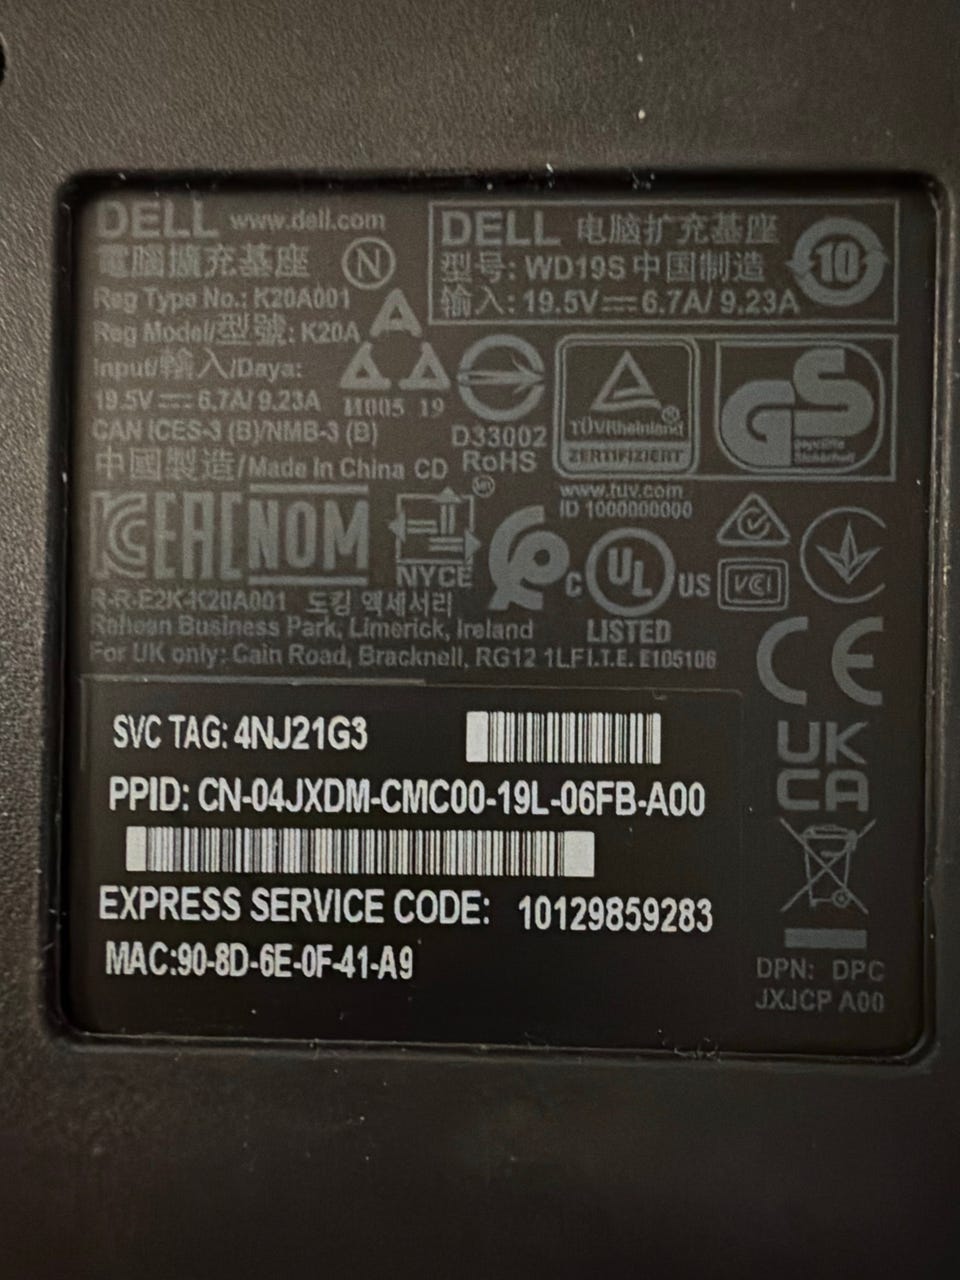 DELL www.dell.com
電腦擴充基座 N
Reg Type No.: K20A001
Reg Model/型號: K20A
Input/輸入/Daya:
19.5V⎓6.7A/ 9.23A
CAN ICES-3 (B)/NMB-3 (B)
中國製造/Made In China CD
M005 19
D33002
RoHS
DELL 电脑扩充基座
型号: WD19S 中国制造
输入: 19.5V⎓6.7A/ 9.23A
10
TÜVRheinland®
ZERTIFIZIERT
GS
geprüfte
Sicherheit
www.tuv.com
ID 1000000000
EAC NOM
NYCE
MR
C UL US
LISTED
I.T.E. E105106
VCI
R-R-E2K-K20A001 도킹 액세서리
Raheen Business Park, Limerick, Ireland
For UK only: Cain Road, Bracknell, RG12 1LF
CE
UK
CA
SVC TAG: 4NJ21G3
PPID: CN-04JXDM-CMC00-19L-06FB-A00
EXPRESS SERVICE CODE: 10129859283
MAC:90-8D-6E-0F-41-A9
DPN: DPC
JXJCP A00